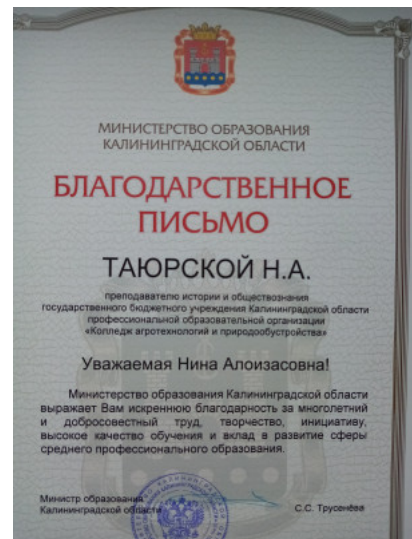 МИНИСТЕРСТВО ОБРАЗОВАНИЯ
КАЛИНИНГРАДСКОЙ ОБЛАСТИ
БЛАГОДАРСТВЕННОЕ
ПИСЬМО
ТАЮРСКОЙ Н.А.
преподавателю истории и обществознания
государственного бюджетного учреждения Калининградской области
профессиональной образовательной организации
«Колледж агротехнологий и природообустройства»
Уважаемая Нина Алоизасовна!
Министерство образования Калининградской области
выражает Вам искреннюю благодарность за многолетний
и добросовестный труд, творчество, инициативу,
высокое качество обучения и вклад в развитие сферы
среднего профессионального образования.
Министр образования
Калининградской области
С.С. Трусенёва